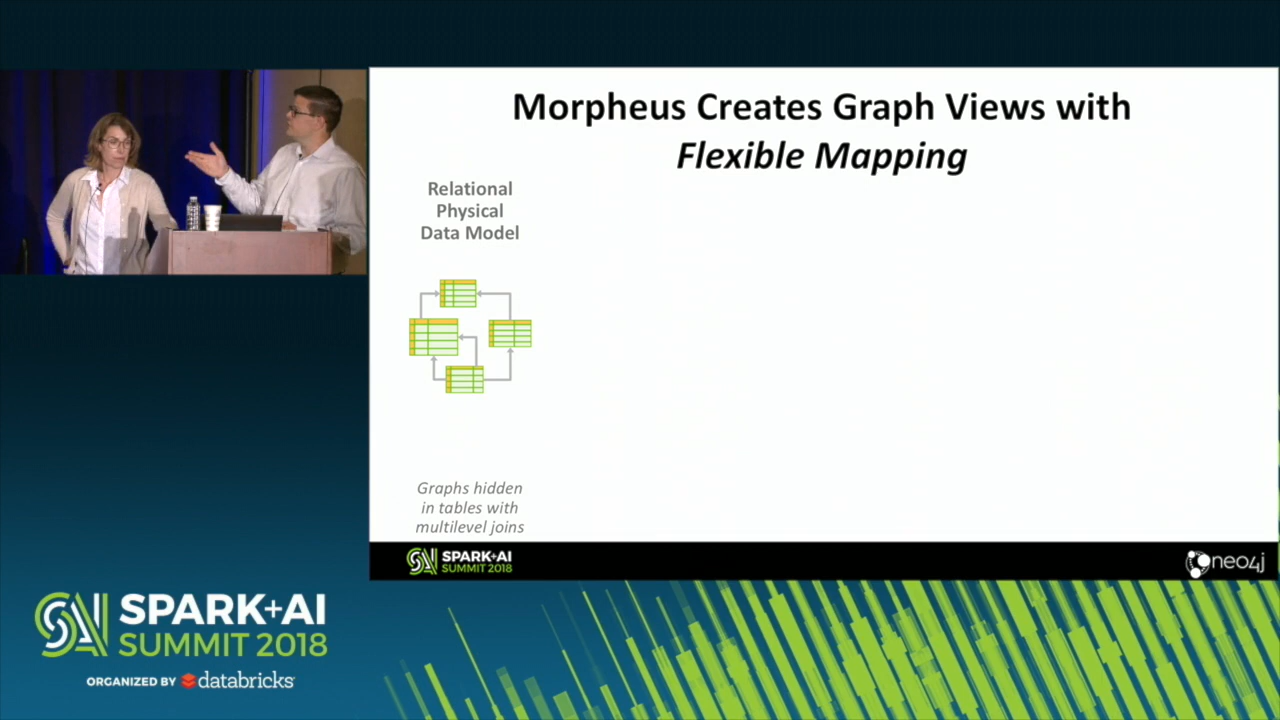 Morpheus Creates Graph Views with
Flexible Mapping
Relational
Physical
Data Model
Graphs hidden
in tables with
multilevel joins
SPARK+AI
SUMMIT 2018
neo4j
SPARK+AI
SUMMIT 2018
ORGANIZED BY databricks